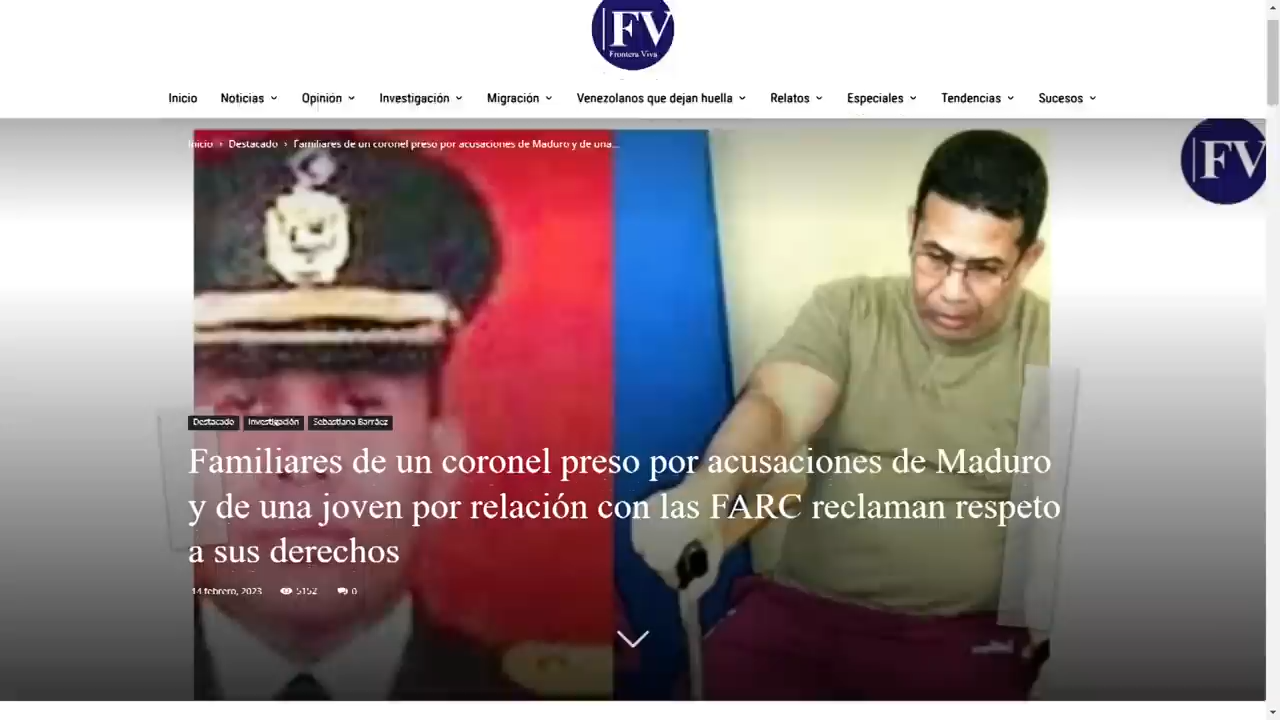 FV
Frontera Viva
Inicio Noticias Opinión Investigación Migración Venezolanos que dejan huella Relatos Especiales Tendencias Sucesos
Inicio › Destacado › Familiares de un coronel preso por acusaciones de Maduro y de una...
FV
Destacado Investigación Sebastiana Barráez
Familiares de un coronel preso por acusaciones de Maduro
y de una joven por relación con las FARC reclaman respeto
a sus derechos
14 febrero, 2023 5152 0